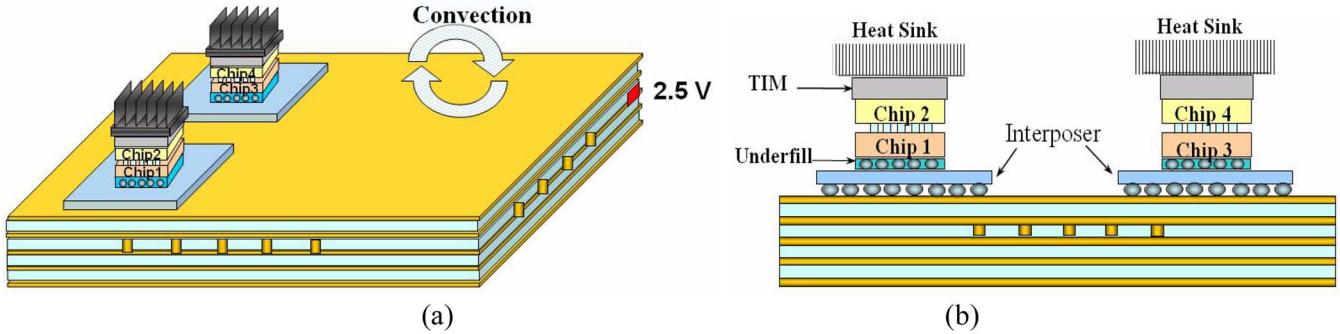 Convection
Chip4
Chip3
2.5 V
Chip2
Chip1
(a)
Heat Sink
Heat Sink
TIM
Chip 2
Chip 4
Interposer
Chip 1
Chip 3
Underfill
(b)